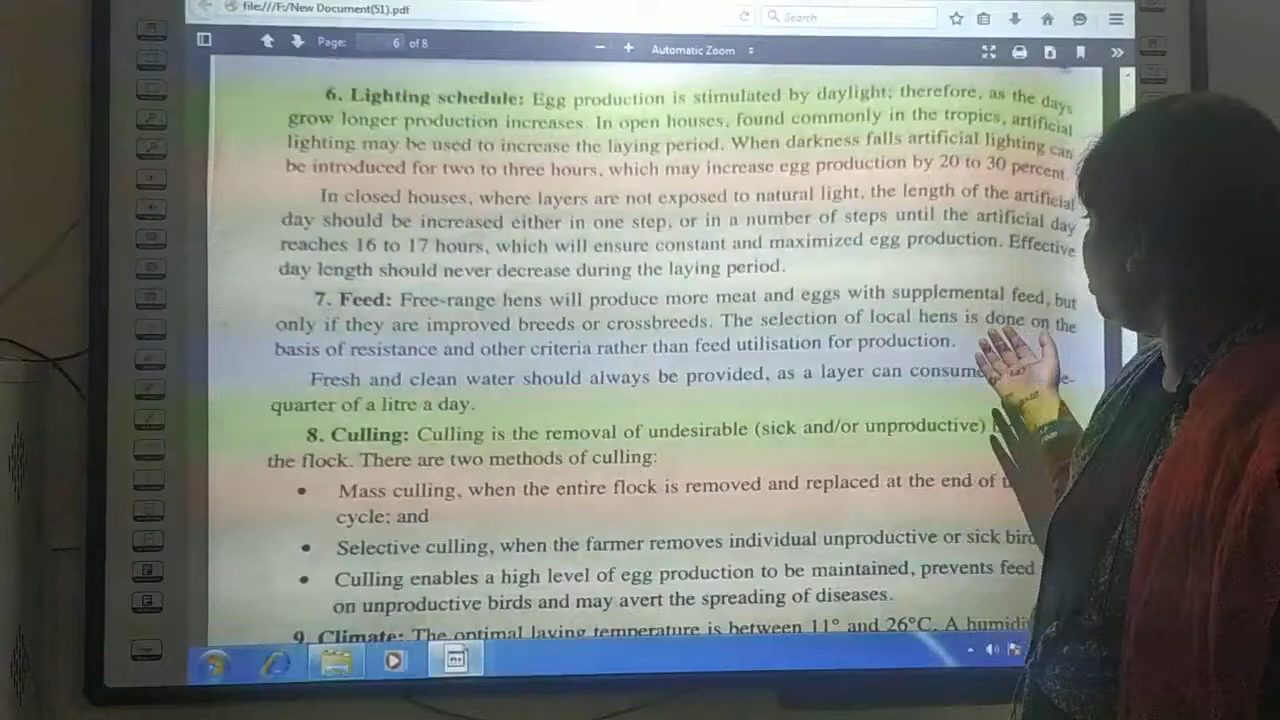 file:///F:/New Document(51).pdf
Search
Page: 6 of 8
Automatic Zoom
6. Lighting schedule: Egg production is stimulated by daylight; therefore, as the days
grow longer production increases. In open houses, found commonly in the tropics, artificial
lighting may be used to increase the laying period. When darkness falls artificial lighting can
be introduced for two to three hours, which may increase egg production by 20 to 30 percent.
In closed houses, where layers are not exposed to natural light, the length of the artificial
day should be increased either in one step, or in a number of steps until the artificial day
reaches 16 to 17 hours, which will ensure constant and maximized egg production. Effective
day length should never decrease during the laying period.
7. Feed: Free-range hens will produce more meat and eggs with supplemental feed, but
only if they are improved breeds or crossbreeds. The selection of local hens is done on the
basis of resistance and other criteria rather than feed utilisation for production.
Fresh and clean water should always be provided, as a layer can consume
quarter of a litre a day.
8. Culling: Culling is the removal of undesirable (sick and/or unproductive)
the flock. There are two methods of culling:
• Mass culling, when the entire flock is removed and replaced at the end of
cycle; and
• Selective culling, when the farmer removes individual unproductive or sick
• Culling enables a high level of egg production to be maintained, prevents feed
on unproductive birds and may avert the spreading of diseases.
9. Climate: The optimal laying temperature is between 11° and 26°C. A